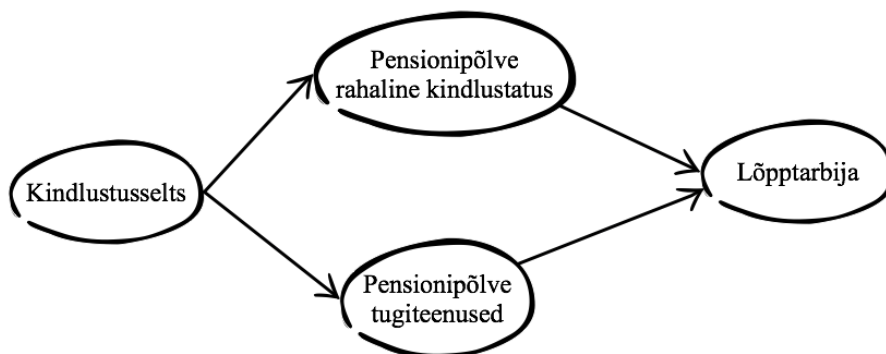 Pensionipõlve
rahaline kindlustatus
Kindlustusselts
Lõpptarbija
Pensionipõlve
tugiteenused